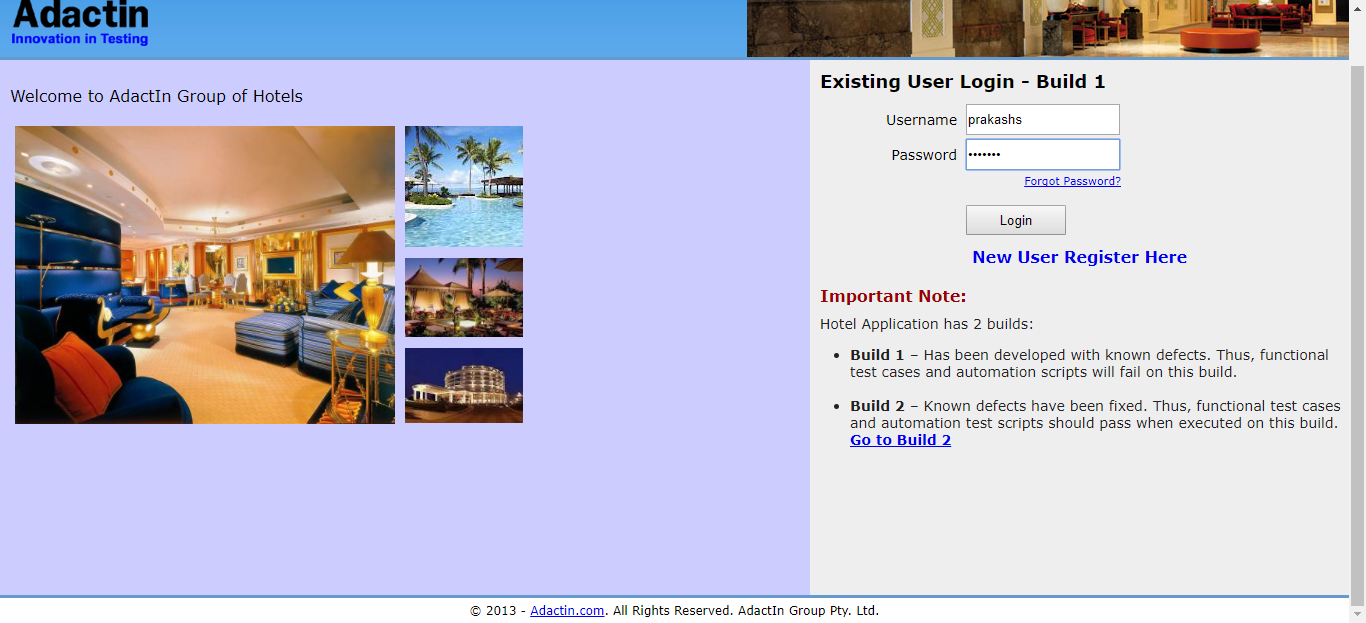 Adactin
Innovation in Testing
Welcome to AdactIn Group of Hotels
Existing User Login - Build 1
Username prakashs
Password •••••••
Forgot Password?
Login
New User Register Here
Important Note:
Hotel Application has 2 builds:
• Build 1 – Has been developed with known defects. Thus, functional
test cases and automation scripts will fail on this build.
• Build 2 – Known defects have been fixed. Thus, functional test cases
and automation test scripts should pass when executed on this build.
Go to Build 2
© 2013 - Adactin.com. All Rights Reserved. AdactIn Group Pty. Ltd.